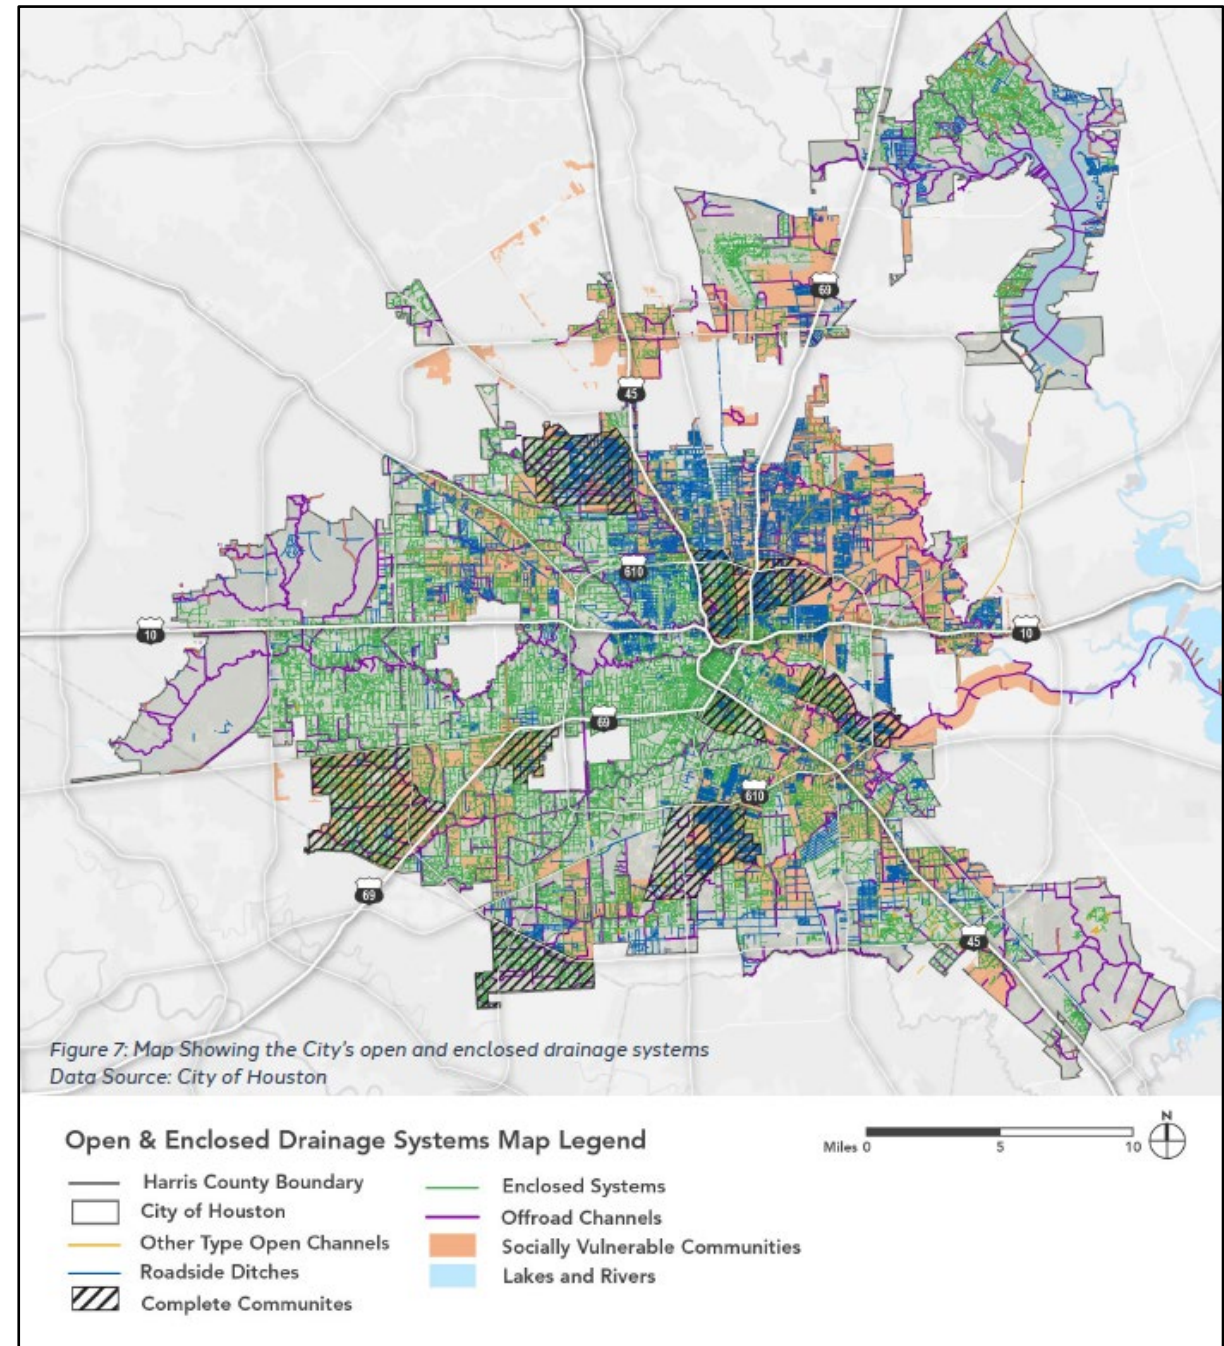 69
45
610
10
10
69
610
69
45
Figure 7: Map Showing the City's open and enclosed drainage systems
Data Source: City of Houston
Open & Enclosed Drainage Systems Map Legend
Miles 0 5 10
N
Harris County Boundary
City of Houston
Other Type Open Channels
Roadside Ditches
Complete Communites
Enclosed Systems
Offroad Channels
Socially Vulnerable Communities
Lakes and Rivers